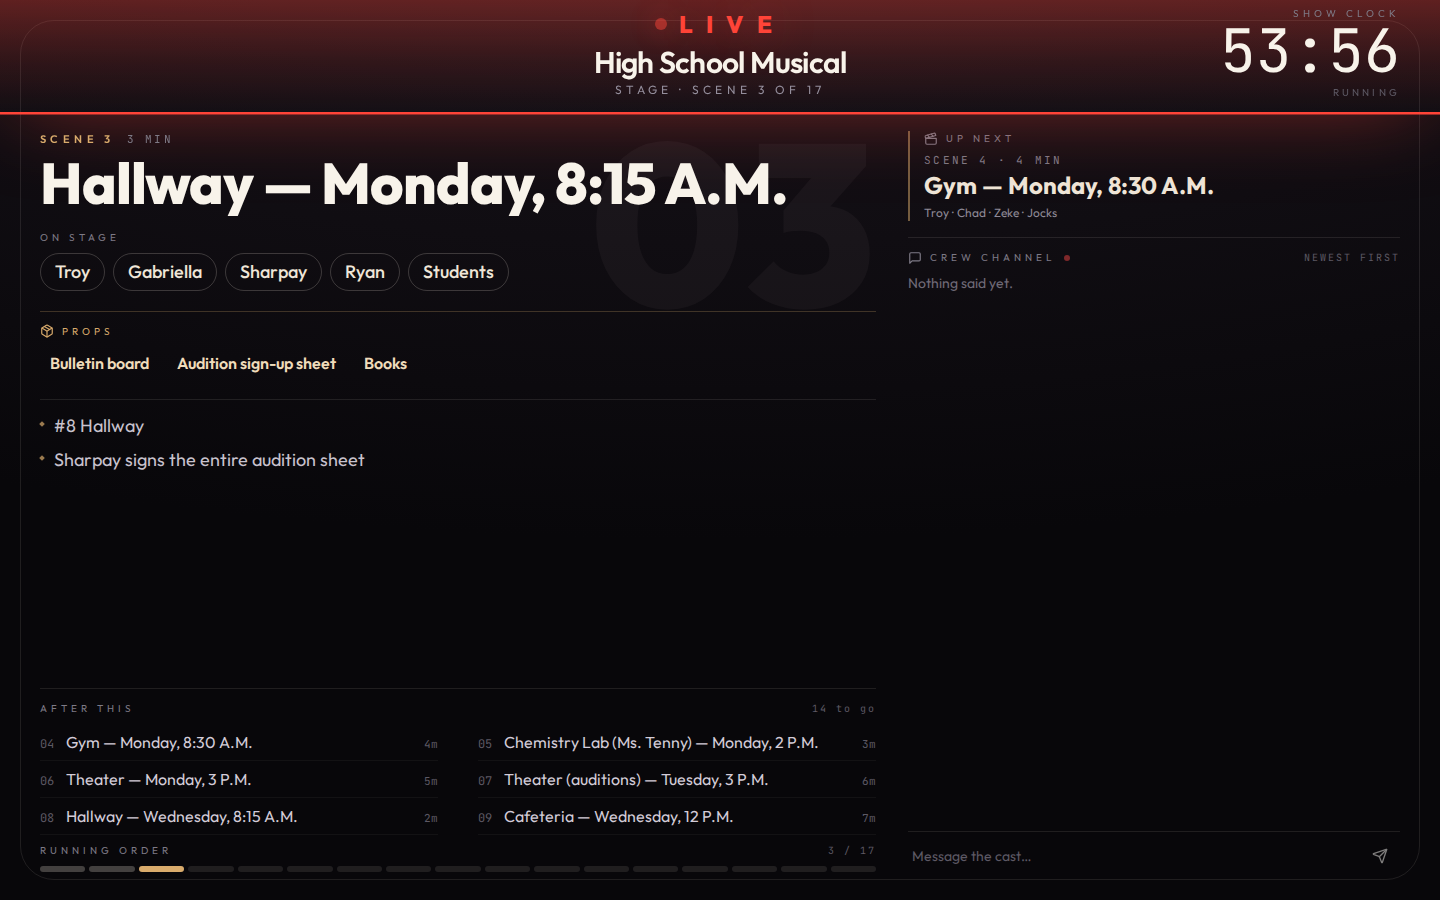 LIVE
High School Musical
STAGE · SCENE 3 OF 17
SHOW CLOCK
53:56
RUNNING
SCENE 3 3 MIN
03
Hallway — Monday, 8:15 A.M.
ON STAGE
Troy Gabriella Sharpay Ryan Students
PROPS
Bulletin board Audition sign-up sheet Books
#8 Hallway
Sharpay signs the entire audition sheet
AFTER THIS 14 to go
04 Gym — Monday, 8:30 A.M. 4m
05 Chemistry Lab (Ms. Tenny) — Monday, 2 P.M. 3m
06 Theater — Monday, 3 P.M. 5m
07 Theater (auditions) — Tuesday, 3 P.M. 6m
08 Hallway — Wednesday, 8:15 A.M. 2m
09 Cafeteria — Wednesday, 12 P.M. 7m
RUNNING ORDER 3 / 17
UP NEXT
SCENE 4 · 4 MIN
Gym — Monday, 8:30 A.M.
Troy · Chad · Zeke · Jocks
CREW CHANNEL NEWEST FIRST
Nothing said yet.
Message the cast…